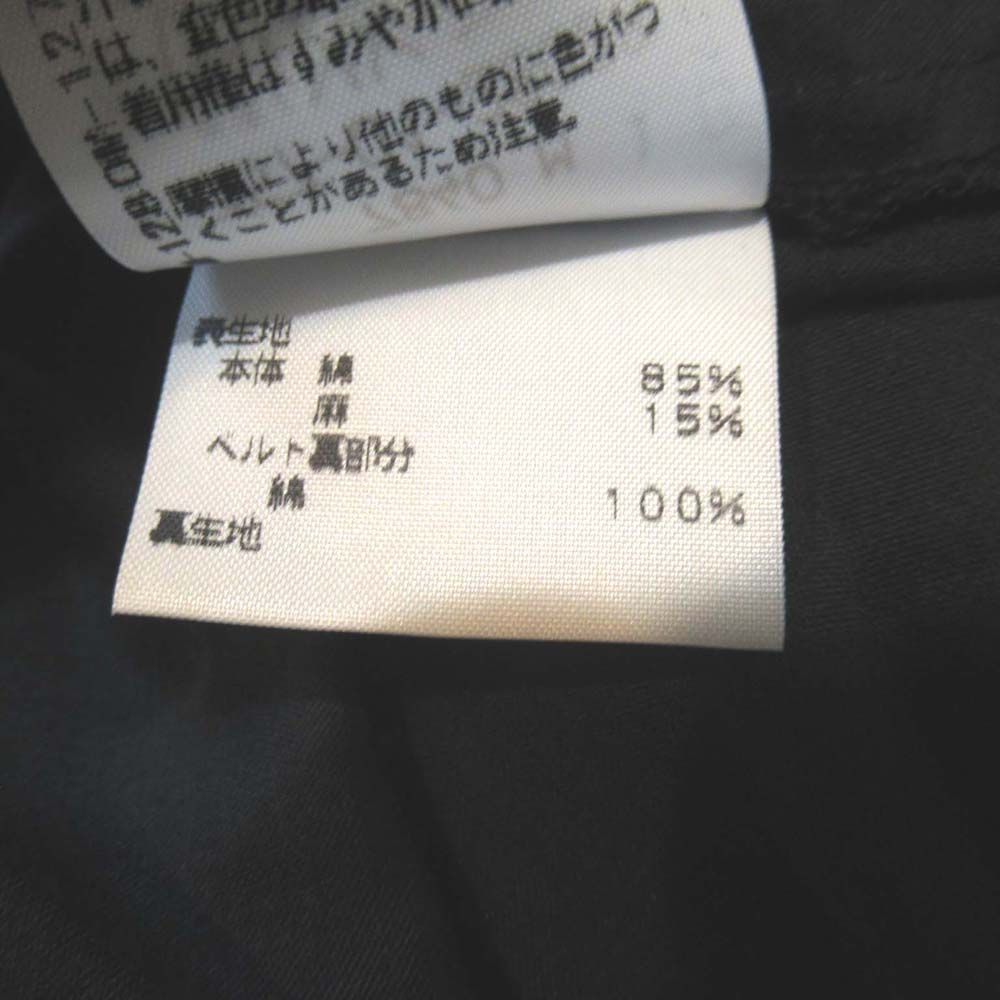 は、変色の
着用後はすみやかに
摩擦により他のものに色がつ
くことがあるため注意。
表生地
本体 綿 85%
麻 15%
ベルト裏部分
綿 100%
裏生地